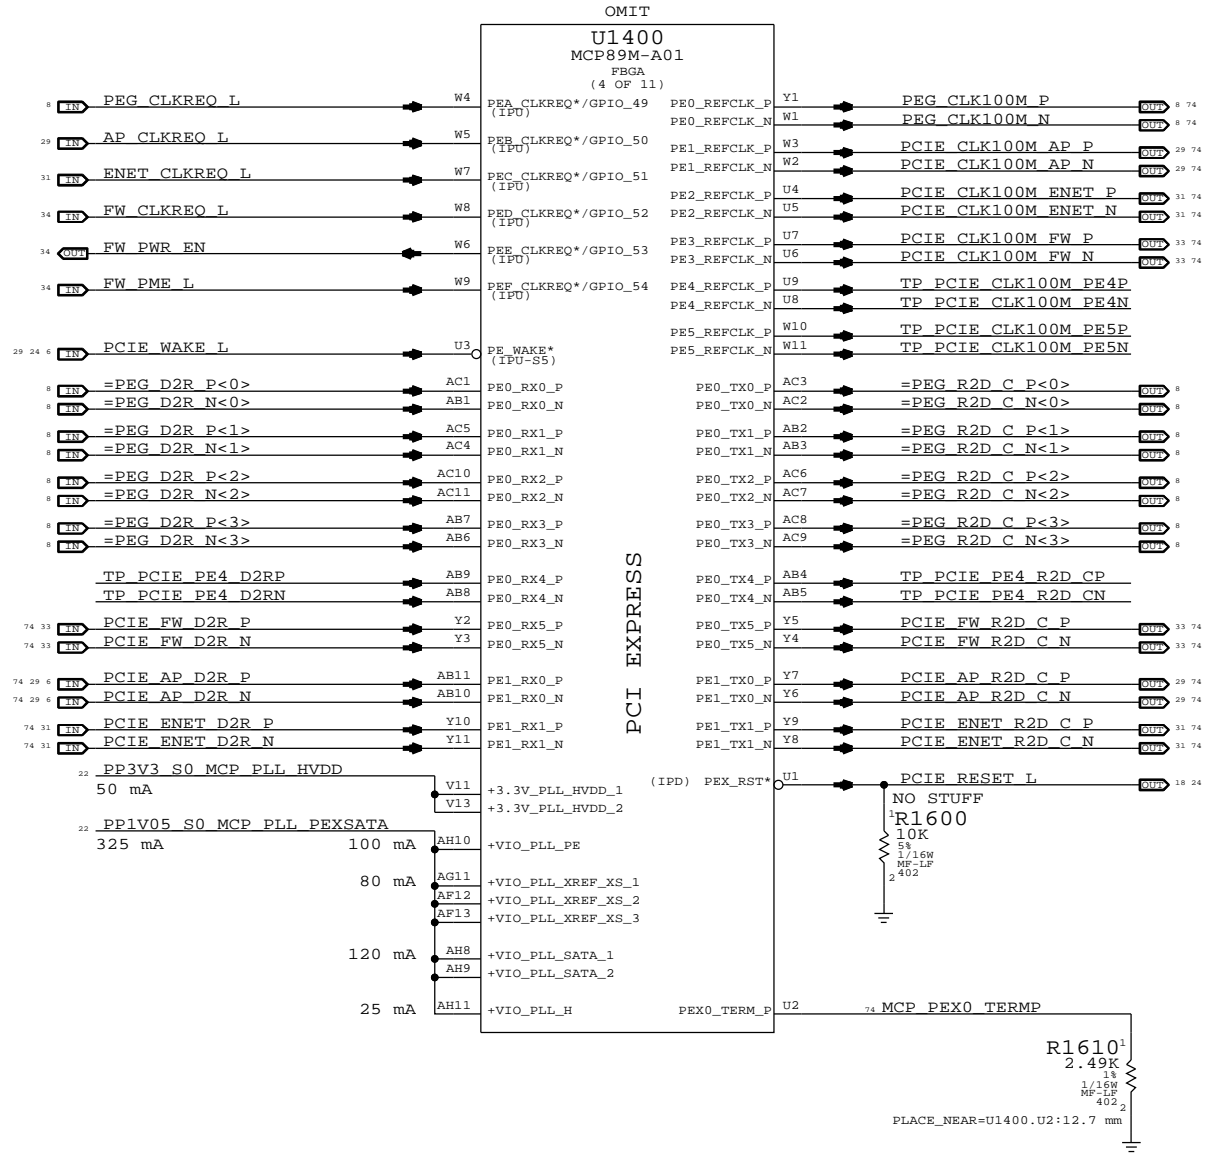 OMIT
U1400
MCP89M-A01
FBGA
(4 OF 11)
8 IN PEG_CLKREQ_L W4 PEA_CLKREQ*/GPIO_49
(IPU)
29 IN AP_CLKREQ_L W5 PEB_CLKREQ*/GPIO_50
(IPU)
31 IN ENET_CLKREQ_L W7 PEC_CLKREQ*/GPIO_51
(IPU)
34 IN FW_CLKREQ_L W8 PED_CLKREQ*/GPIO_52
(IPU)
34 OUT FW_PWR_EN W6 PEE_CLKREQ*/GPIO_53
(IPU)
34 IN FW_PME_L W9 PEF_CLKREQ*/GPIO_54
(IPU)
29 24 6 IN PCIE_WAKE_L U3 PE_WAKE*
(IPU-S5)
8 IN =PEG_D2R_P<0> AC1 PE0_RX0_P
8 IN =PEG_D2R_N<0> AB1 PE0_RX0_N
8 IN =PEG_D2R_P<1> AC5 PE0_RX1_P
8 IN =PEG_D2R_N<1> AC4 PE0_RX1_N
8 IN =PEG_D2R_P<2> AC10 PE0_RX2_P
8 IN =PEG_D2R_N<2> AC11 PE0_RX2_N
8 IN =PEG_D2R_P<3> AB7 PE0_RX3_P
8 IN =PEG_D2R_N<3> AB6 PE0_RX3_N
TP_PCIE_PE4_D2RP AB9 PE0_RX4_P
TP_PCIE_PE4_D2RN AB8 PE0_RX4_N
74 33 IN PCIE_FW_D2R_P Y2 PE0_RX5_P
74 33 IN PCIE_FW_D2R_N Y3 PE0_RX5_N
74 29 6 IN PCIE_AP_D2R_P AB11 PE1_RX0_P
74 29 6 IN PCIE_AP_D2R_N AB10 PE1_RX0_N
74 31 IN PCIE_ENET_D2R_P Y10 PE1_RX1_P
74 31 IN PCIE_ENET_D2R_N Y11 PE1_RX1_N
22 PP3V3_S0_MCP_PLL_HVDD
50 mA
V11 +3.3V_PLL_HVDD_1
V13 +3.3V_PLL_HVDD_2
22 PP1V05_S0_MCP_PLL_PEXSATA
325 mA
100 mA AH10 +VIO_PLL_PE
80 mA AG11 +VIO_PLL_XREF_XS_1
AF12 +VIO_PLL_XREF_XS_2
AF13 +VIO_PLL_XREF_XS_3
120 mA AH8 +VIO_PLL_SATA_1
AH9 +VIO_PLL_SATA_2
25 mA AH11 +VIO_PLL_H
PCI EXPRESS
PE0_REFCLK_P Y1 PEG_CLK100M_P OUT 8 74
PE0_REFCLK_N W1 PEG_CLK100M_N OUT 8 74
PE1_REFCLK_P W3 PCIE_CLK100M_AP_P OUT 29 74
PE1_REFCLK_N W2 PCIE_CLK100M_AP_N OUT 29 74
PE2_REFCLK_P U4 PCIE_CLK100M_ENET_P OUT 31 74
PE2_REFCLK_N U5 PCIE_CLK100M_ENET_N OUT 31 74
PE3_REFCLK_P U7 PCIE_CLK100M_FW_P OUT 33 74
PE3_REFCLK_N U6 PCIE_CLK100M_FW_N OUT 33 74
PE4_REFCLK_P U9 TP_PCIE_CLK100M_PE4P
PE4_REFCLK_N U8 TP_PCIE_CLK100M_PE4N
PE5_REFCLK_P W10 TP_PCIE_CLK100M_PE5P
PE5_REFCLK_N W11 TP_PCIE_CLK100M_PE5N
PE0_TX0_P AC3 =PEG_R2D_C_P<0> OUT 8
PE0_TX0_N AC2 =PEG_R2D_C_N<0> OUT 8
PE0_TX1_P AB2 =PEG_R2D_C_P<1> OUT 8
PE0_TX1_N AB3 =PEG_R2D_C_N<1> OUT 8
PE0_TX2_P AC6 =PEG_R2D_C_P<2> OUT 8
PE0_TX2_N AC7 =PEG_R2D_C_N<2> OUT 8
PE0_TX3_P AC8 =PEG_R2D_C_P<3> OUT 8
PE0_TX3_N AC9 =PEG_R2D_C_N<3> OUT 8
PE0_TX4_P AB4 TP_PCIE_PE4_R2D_CP
PE0_TX4_N AB5 TP_PCIE_PE4_R2D_CN
PE0_TX5_P Y5 PCIE_FW_R2D_C_P OUT 33 74
PE0_TX5_N Y4 PCIE_FW_R2D_C_N OUT 33 74
PE1_TX0_P Y7 PCIE_AP_R2D_C_P OUT 29 74
PE1_TX0_N Y6 PCIE_AP_R2D_C_N OUT 29 74
PE1_TX1_P Y9 PCIE_ENET_R2D_C_P OUT 31 74
PE1_TX1_N Y8 PCIE_ENET_R2D_C_N OUT 31 74
(IPD) PEX_RST* U1 PCIE_RESET_L OUT 18 24
NO STUFF
1 R1600
10K
5%
1/16W
MF-LF
402
2
PEX0_TERM_P U2 74 MCP_PEX0_TERMP
R1610 1
2.49K
1%
1/16W
MF-LF
402
2
PLACE_NEAR=U1400.U2:12.7 mm